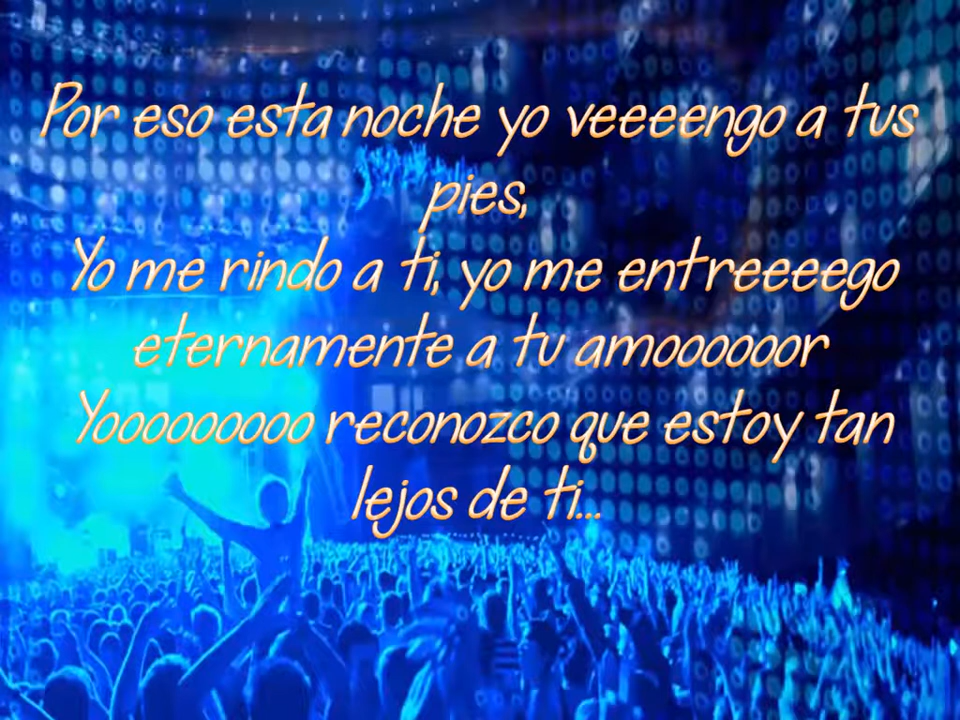 Por eso esta noche yo veeeengo a tus
pies,
Yo me rindo a ti, yo me entreeeego
eternamente a tu amoooooor
Yooooooooo reconozco que estoy tan
lejos de ti...